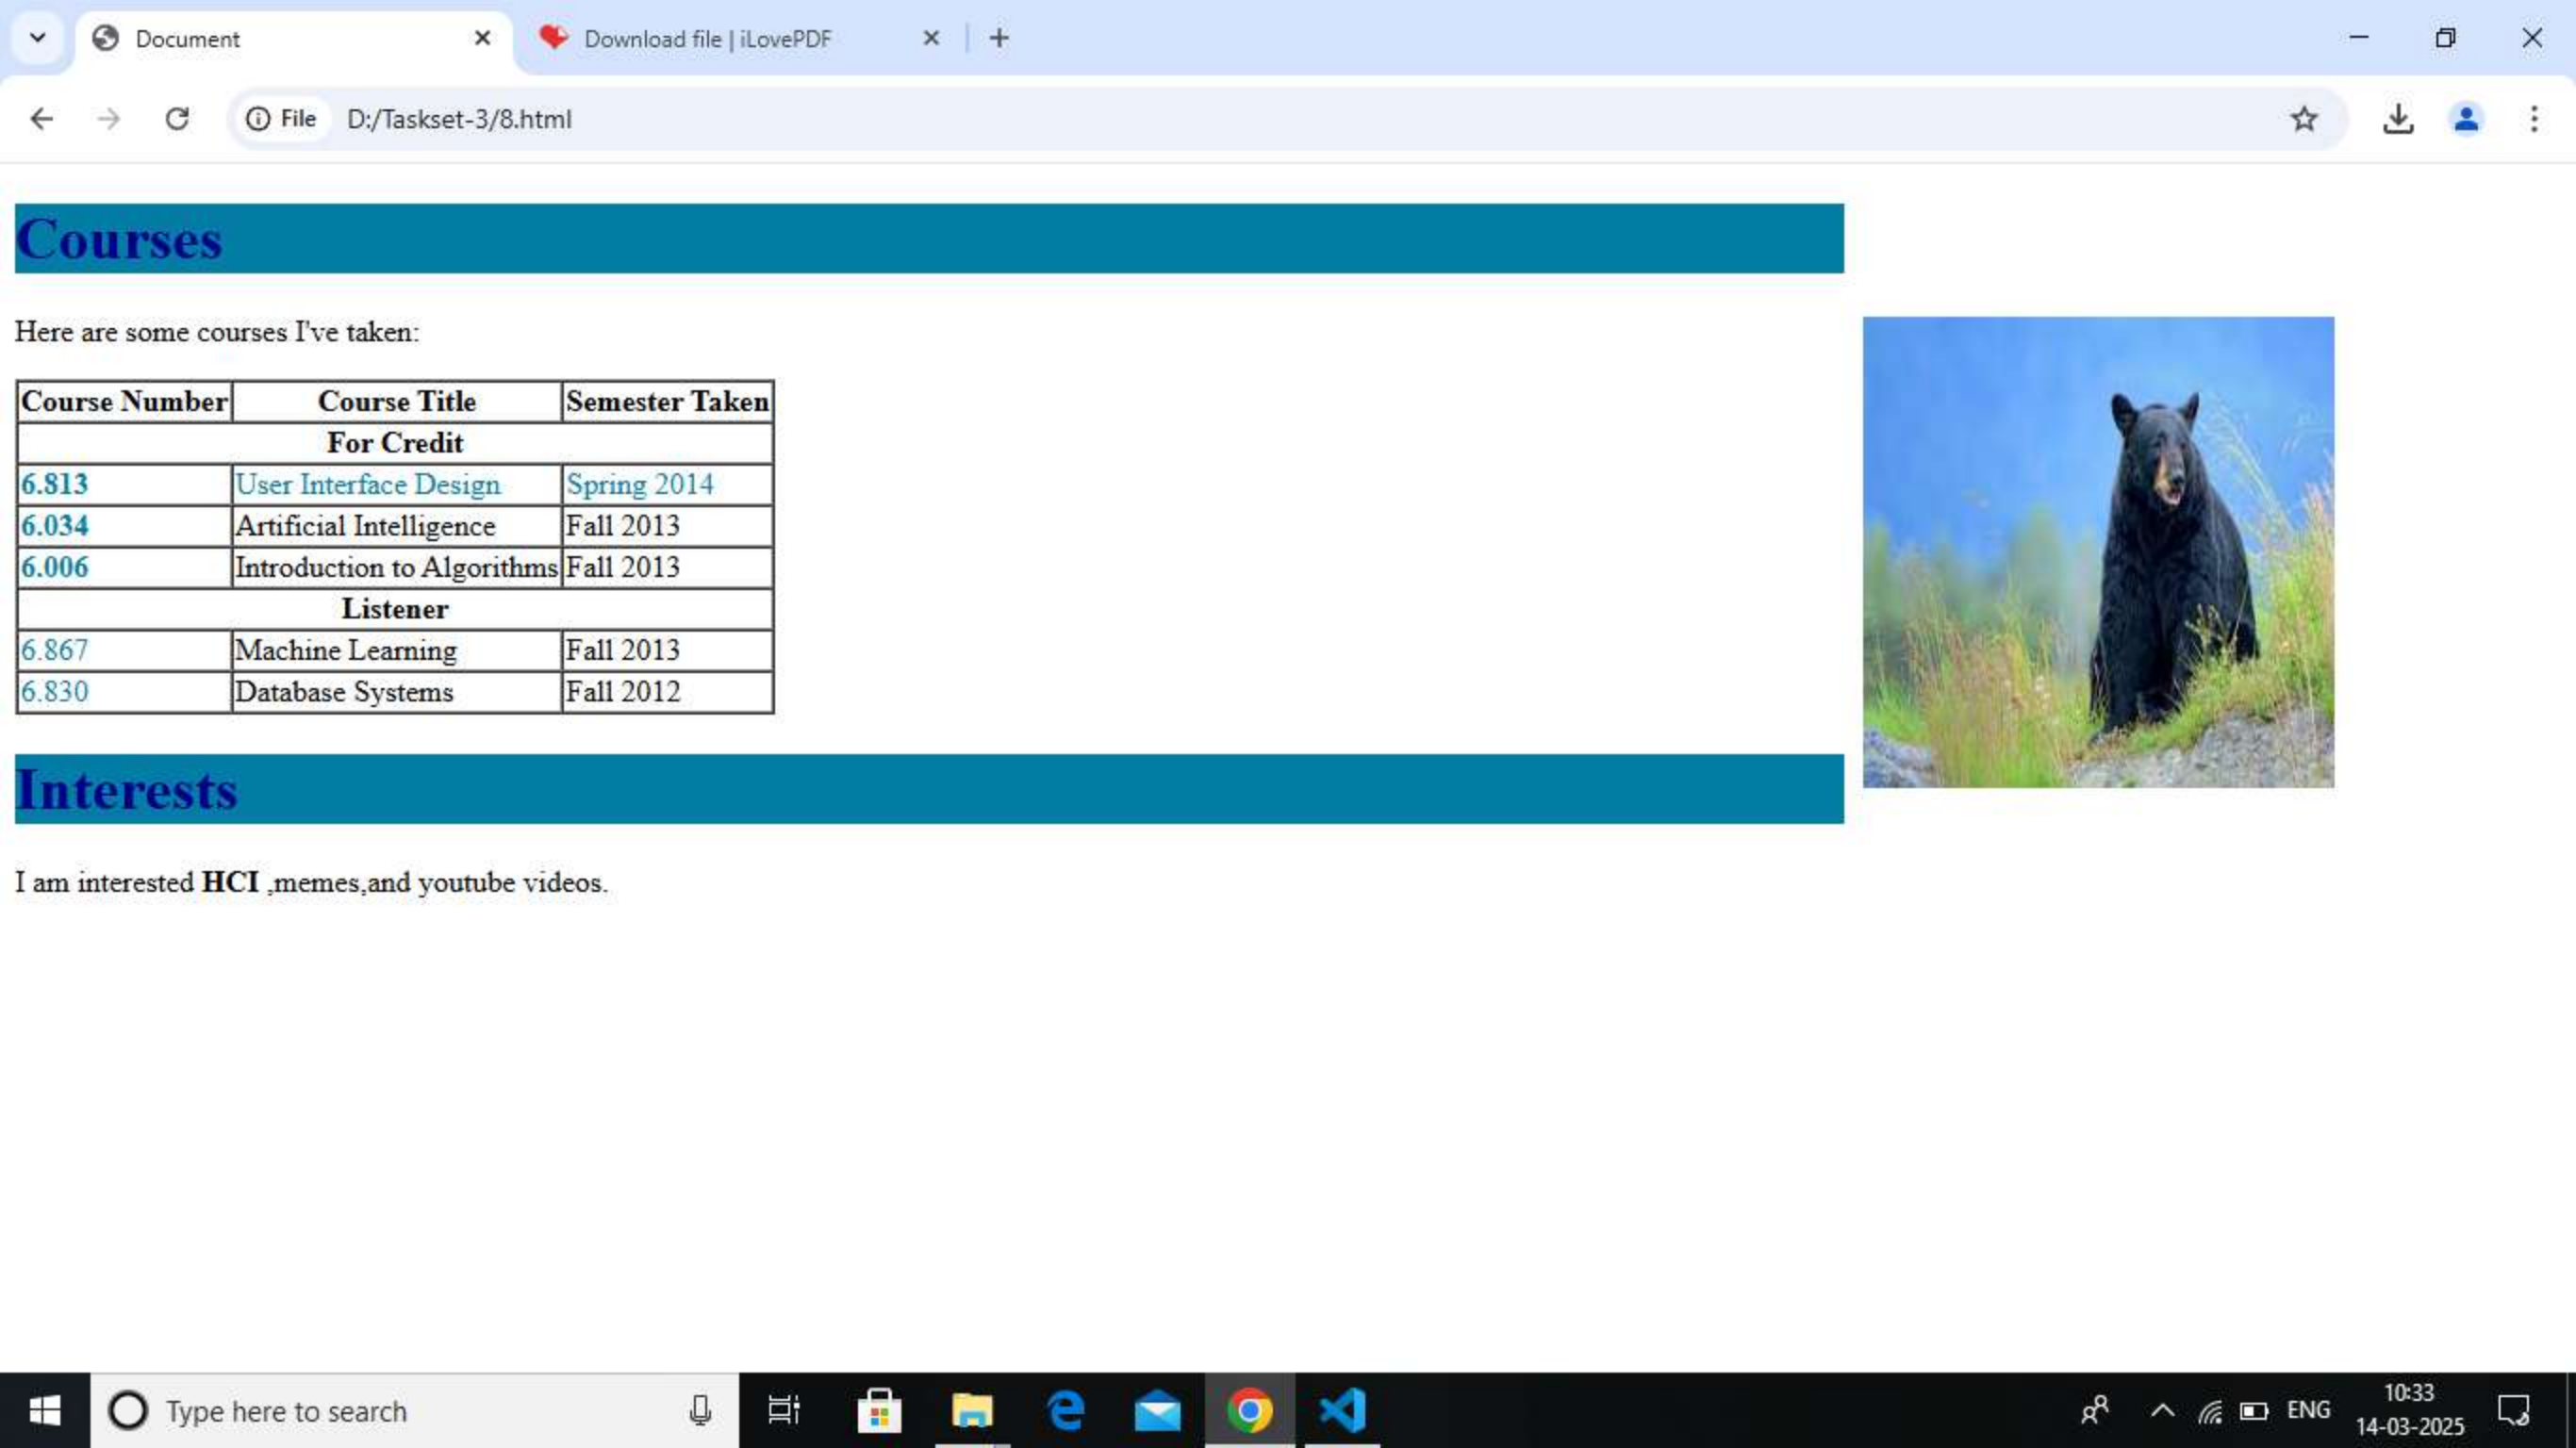 Document
Download file | iLovePDF
File D:/Taskset-3/8.html
Courses
Here are some courses I've taken:
Course Number Course Title Semester Taken
For Credit
6.813 User Interface Design Spring 2014
6.034 Artificial Intelligence Fall 2013
6.006 Introduction to Algorithms Fall 2013
Listener
6.867 Machine Learning Fall 2013
6.830 Database Systems Fall 2012
Interests
I am interested HCI ,memes,and youtube videos.
Type here to search
ENG
10:33
14-03-2025